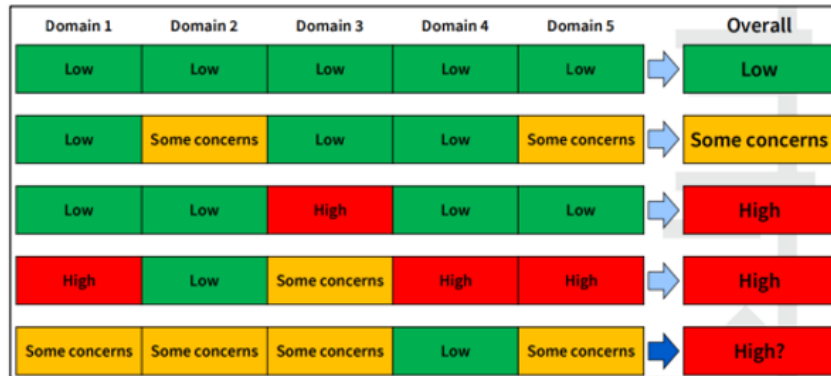 Domain 1 Domain 2 Domain 3 Domain 4 Domain 5 Overall
Low Low Low Low Low Low
Low Some concerns Low Low Some concerns Some concerns
Low Low High Low Low High
High Low Some concerns High High High
Some concerns Some concerns Some concerns Low Some concerns High?